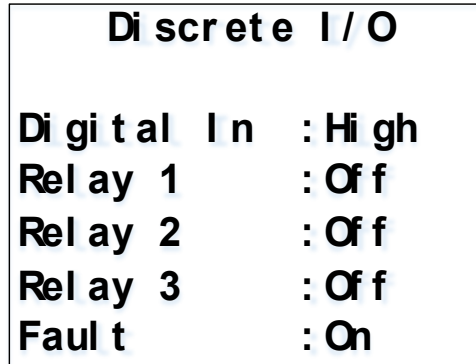 Discrete I/O
Digital In :High
Relay 1 :Off
Relay 2 :Off
Relay 3 :Off
Fault :On